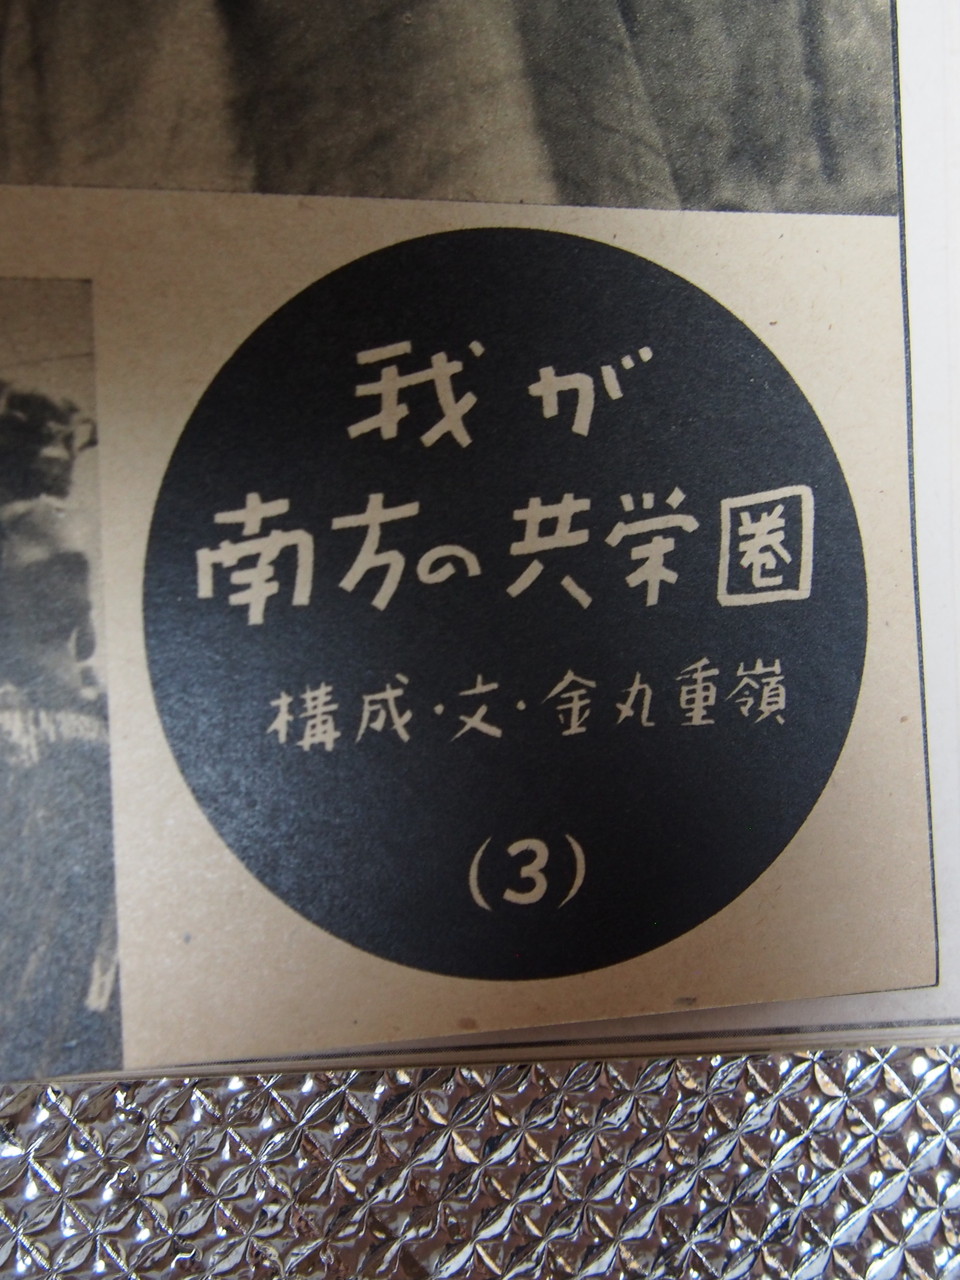 我が
南方の共栄圏
構成・文・金丸重嶺
(3)